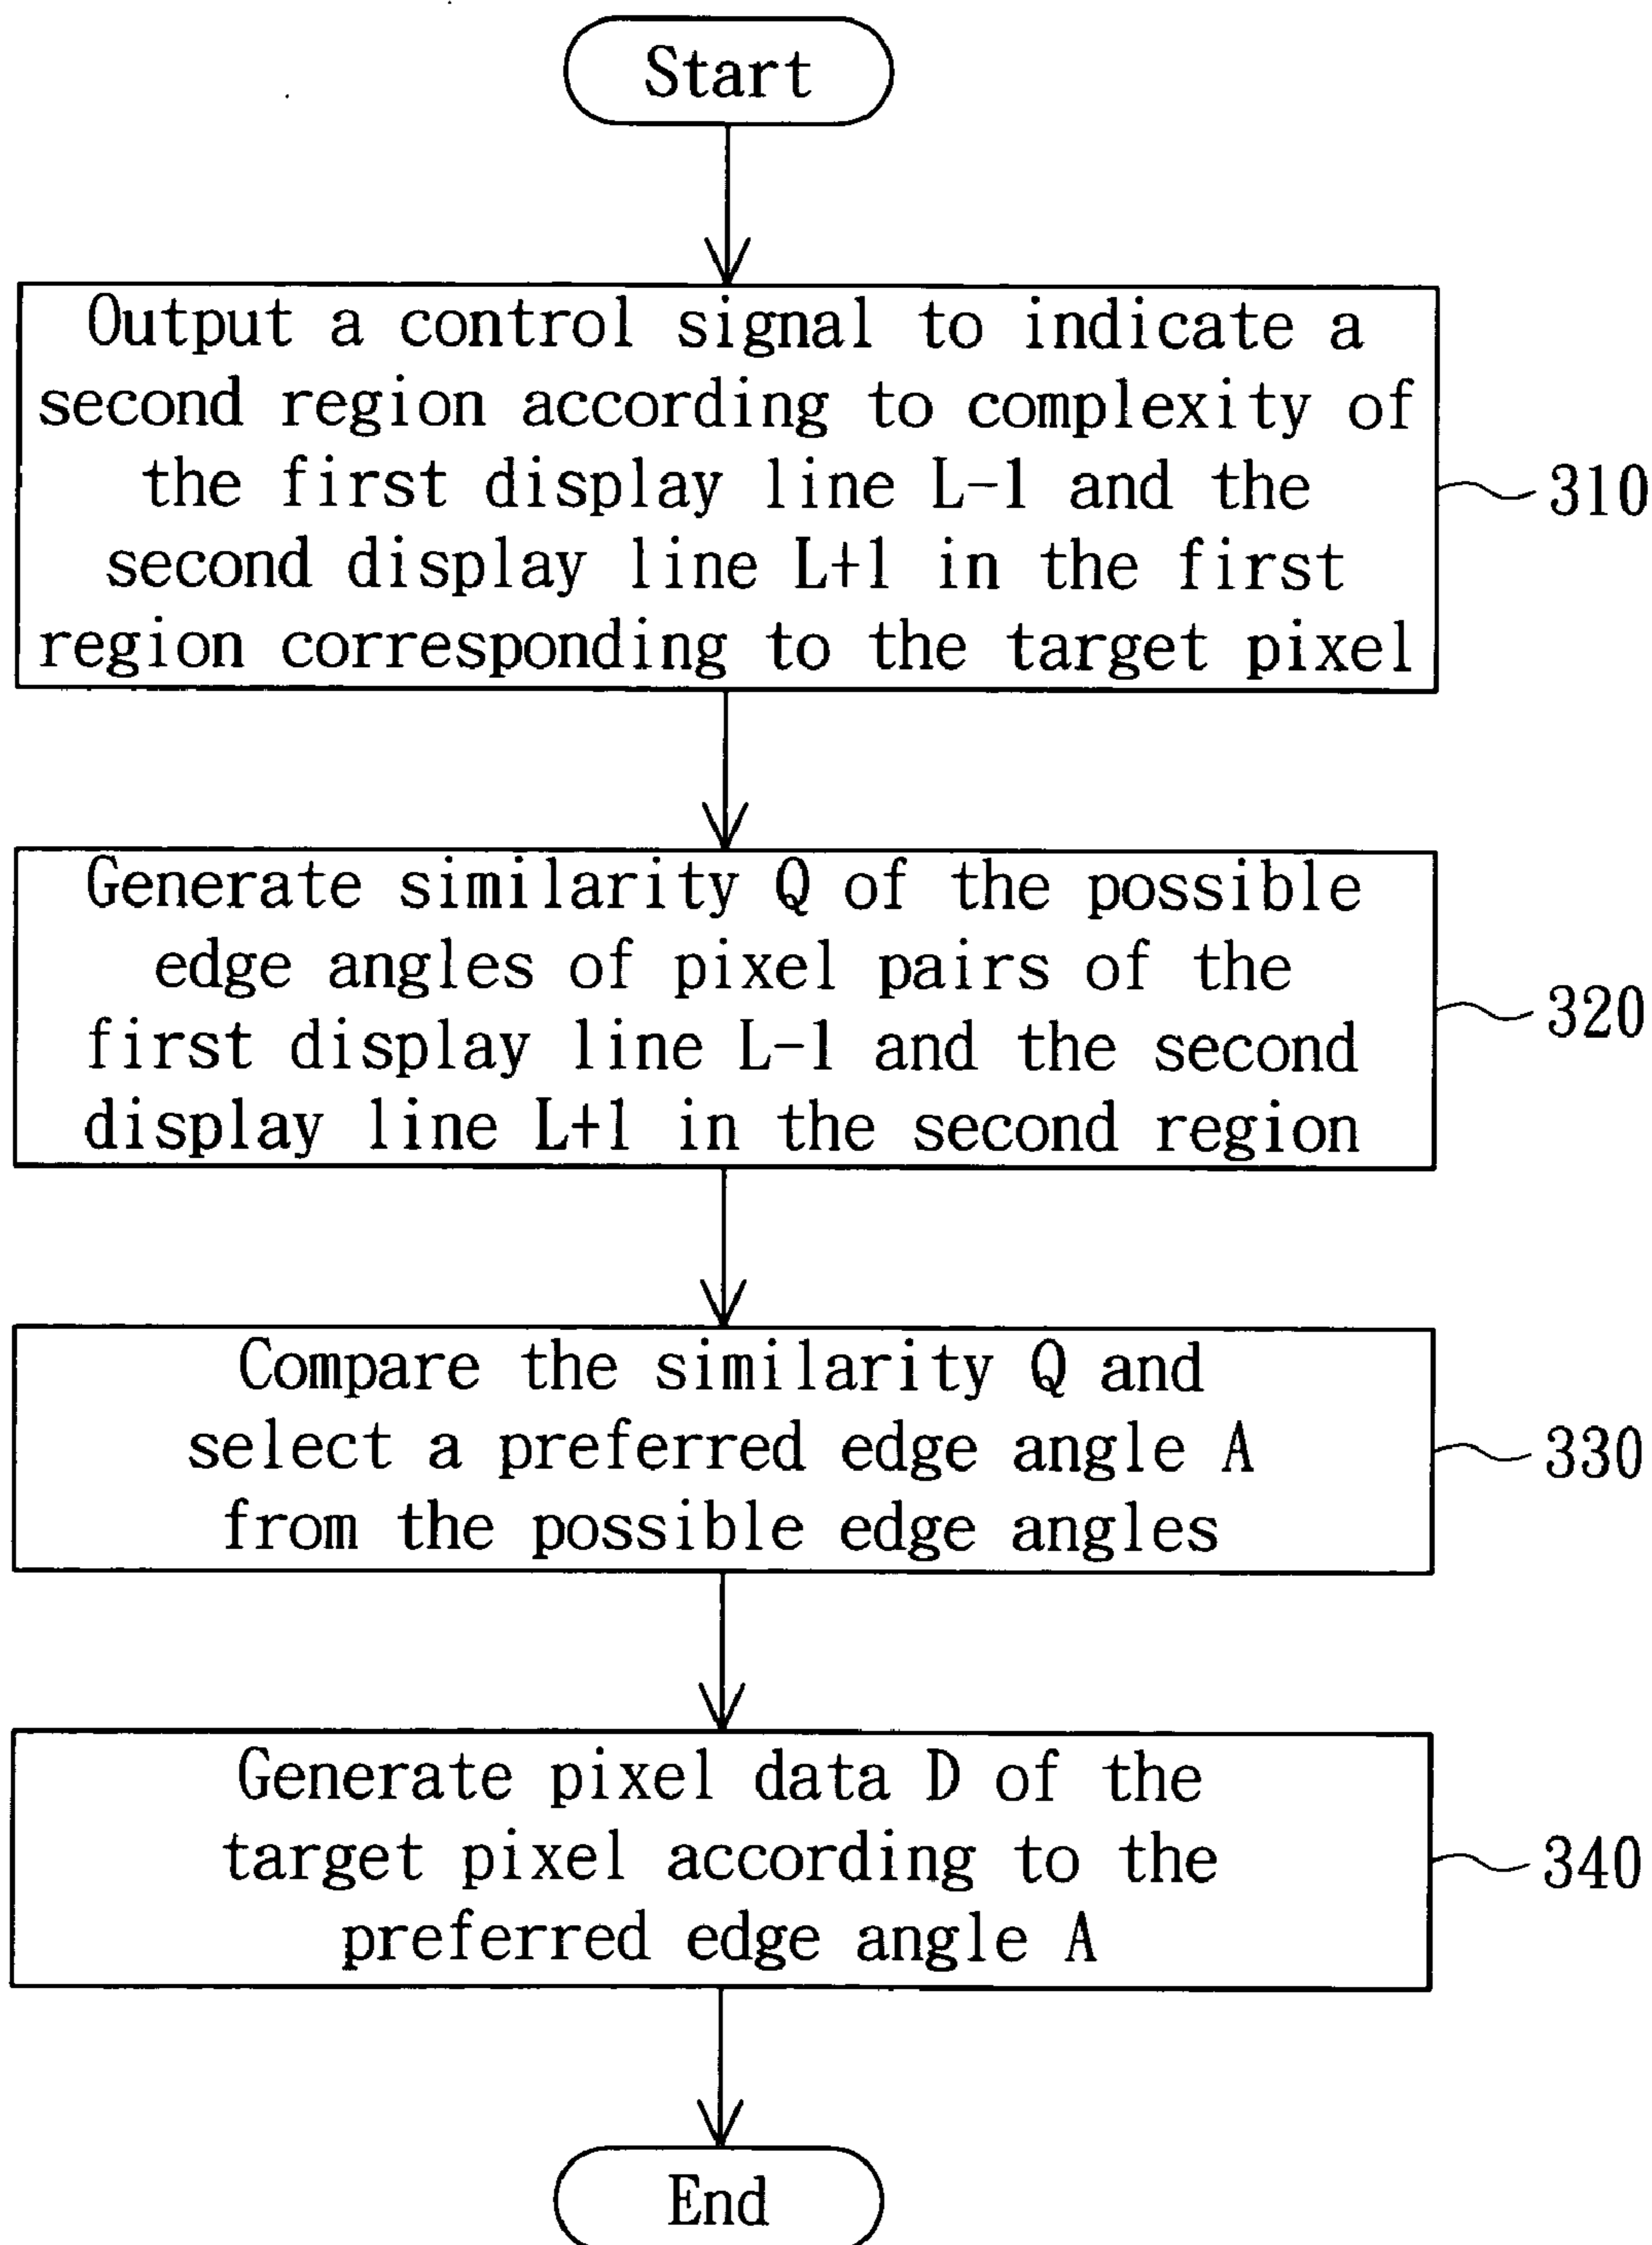 Start
Output a control signal to indicate a
second region according to complexity of
the first display line L-1 and the
second display line L+1 in the first
region corresponding to the target pixel
310
Generate similarity Q of the possible
edge angles of pixel pairs of the
first display line L-1 and the second
display line L+1 in the second region
320
Compare the similarity Q and
select a preferred edge angle A
from the possible edge angles
330
Generate pixel data D of the
target pixel according to the
preferred edge angle A
340
End